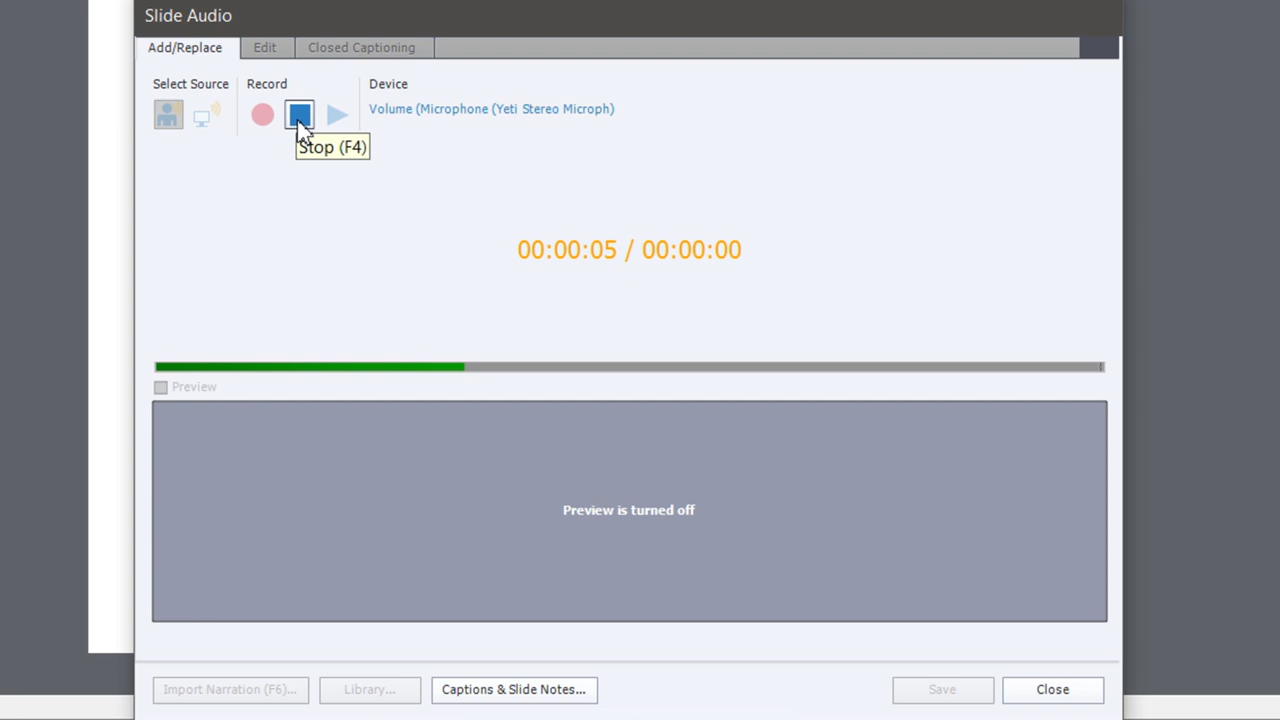 Slide Audio
Add/Replace Edit Closed Captioning
Select Source Record Device
Volume (Microphone (Yeti Stereo Microph)
Stop (F4)
00:00:05 / 00:00:00
Preview
Preview is turned off
Import Narration (F6)... Library... Captions & Slide Notes... Save Close